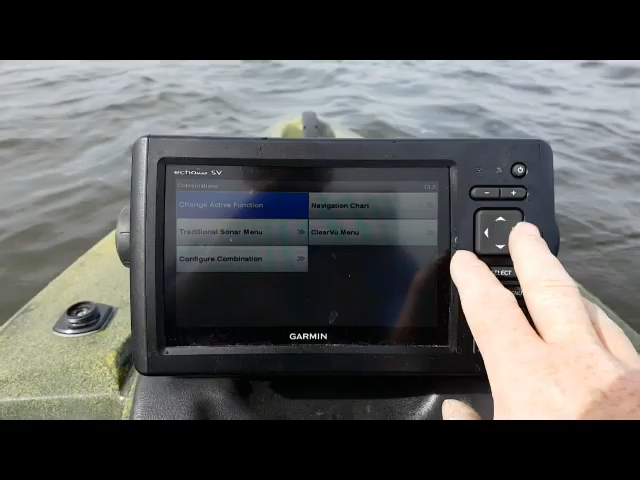 echoMAP SV
Combinations
Change Active Function
Navigation Chart
Traditional Sonar Menu
ClearVü Menu
Configure Combination
GARMIN
SELECT